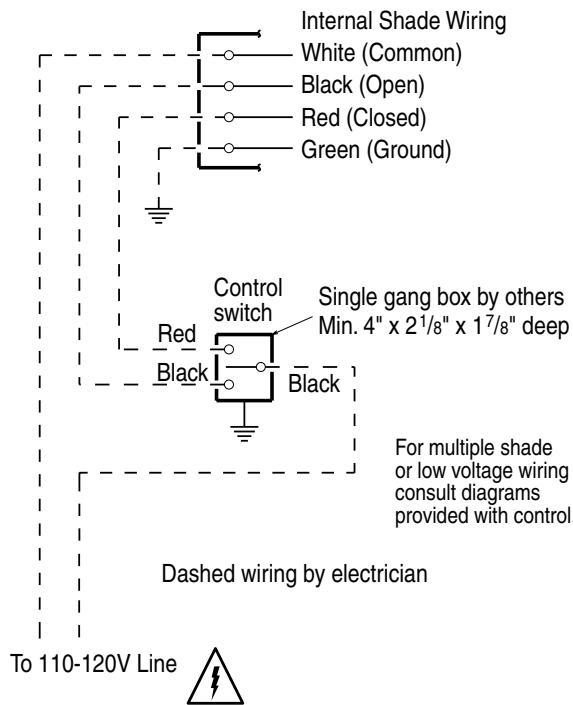 Internal Shade Wiring
White (Common)
Black (Open)
Red (Closed)
Green (Ground)
Control
switch
Single gang box by others
Min. 4" x 2 1/8" x 1 7/8" deep
Red
Black
Black
For multiple shade
or low voltage wiring
consult diagrams
provided with control
Dashed wiring by electrician
To 110-120V Line